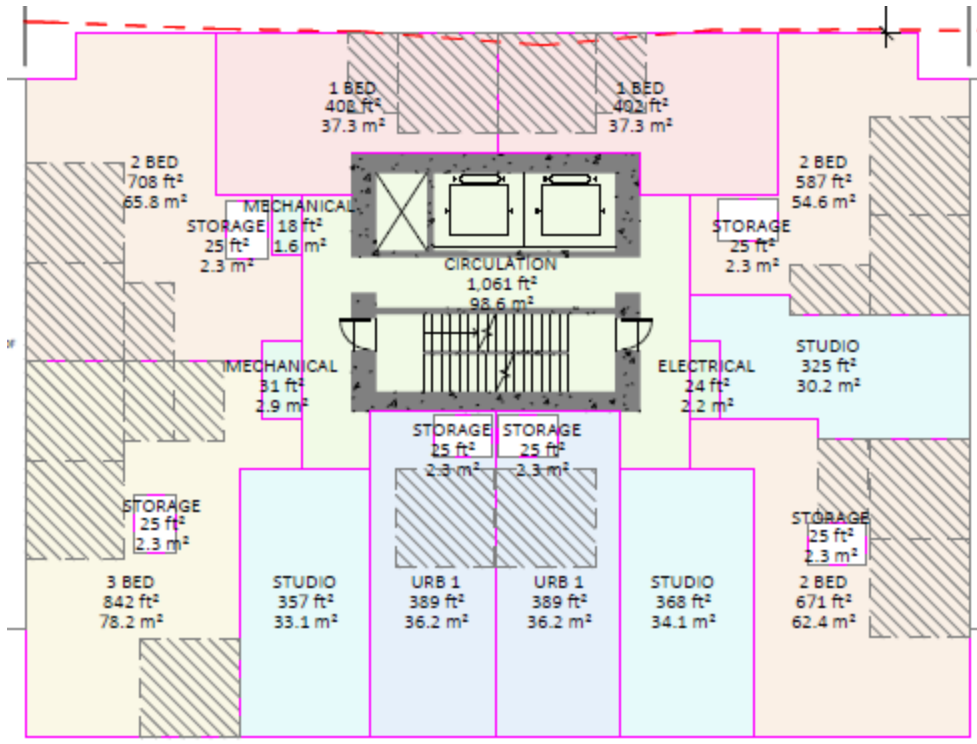 1 BED
403 ft²
37.3 m²
1 BED
402 ft²
37.3 m²
2 BED
708 ft²
65.8 m²
2 BED
587 ft²
54.6 m²
MECHANICAL
18 ft²
1.6 m²
STORAGE
25 ft²
2.3 m²
STORAGE
25 ft²
2.3 m²
CIRCULATION
1,061 ft²
98.6 m²
STUDIO
325 ft²
30.2 m²
MECHANICAL
31 ft²
2.9 m²
ELECTRICAL
24 ft²
2.2 m²
STORAGE
25 ft²
2.3 m²
STORAGE
25 ft²
2.3 m²
STORAGE
25 ft²
2.3 m²
STORAGE
25 ft²
2.3 m²
3 BED
842 ft²
78.2 m²
STUDIO
357 ft²
33.1 m²
URB 1
389 ft²
36.2 m²
URB 1
389 ft²
36.2 m²
STUDIO
368 ft²
34.1 m²
2 BED
671 ft²
62.4 m²